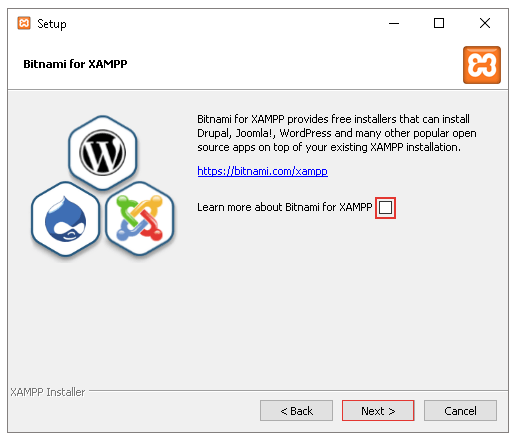 Setup
Bitnami for XAMPP
Bitnami for XAMPP provides free installers that can install
Drupal, Joomla!, WordPress and many other popular open
source apps on top of your existing XAMPP installation.
https://bitnami.com/xampp
Learn more about Bitnami for XAMPP
XAMPP Installer
< Back
Next >
Cancel